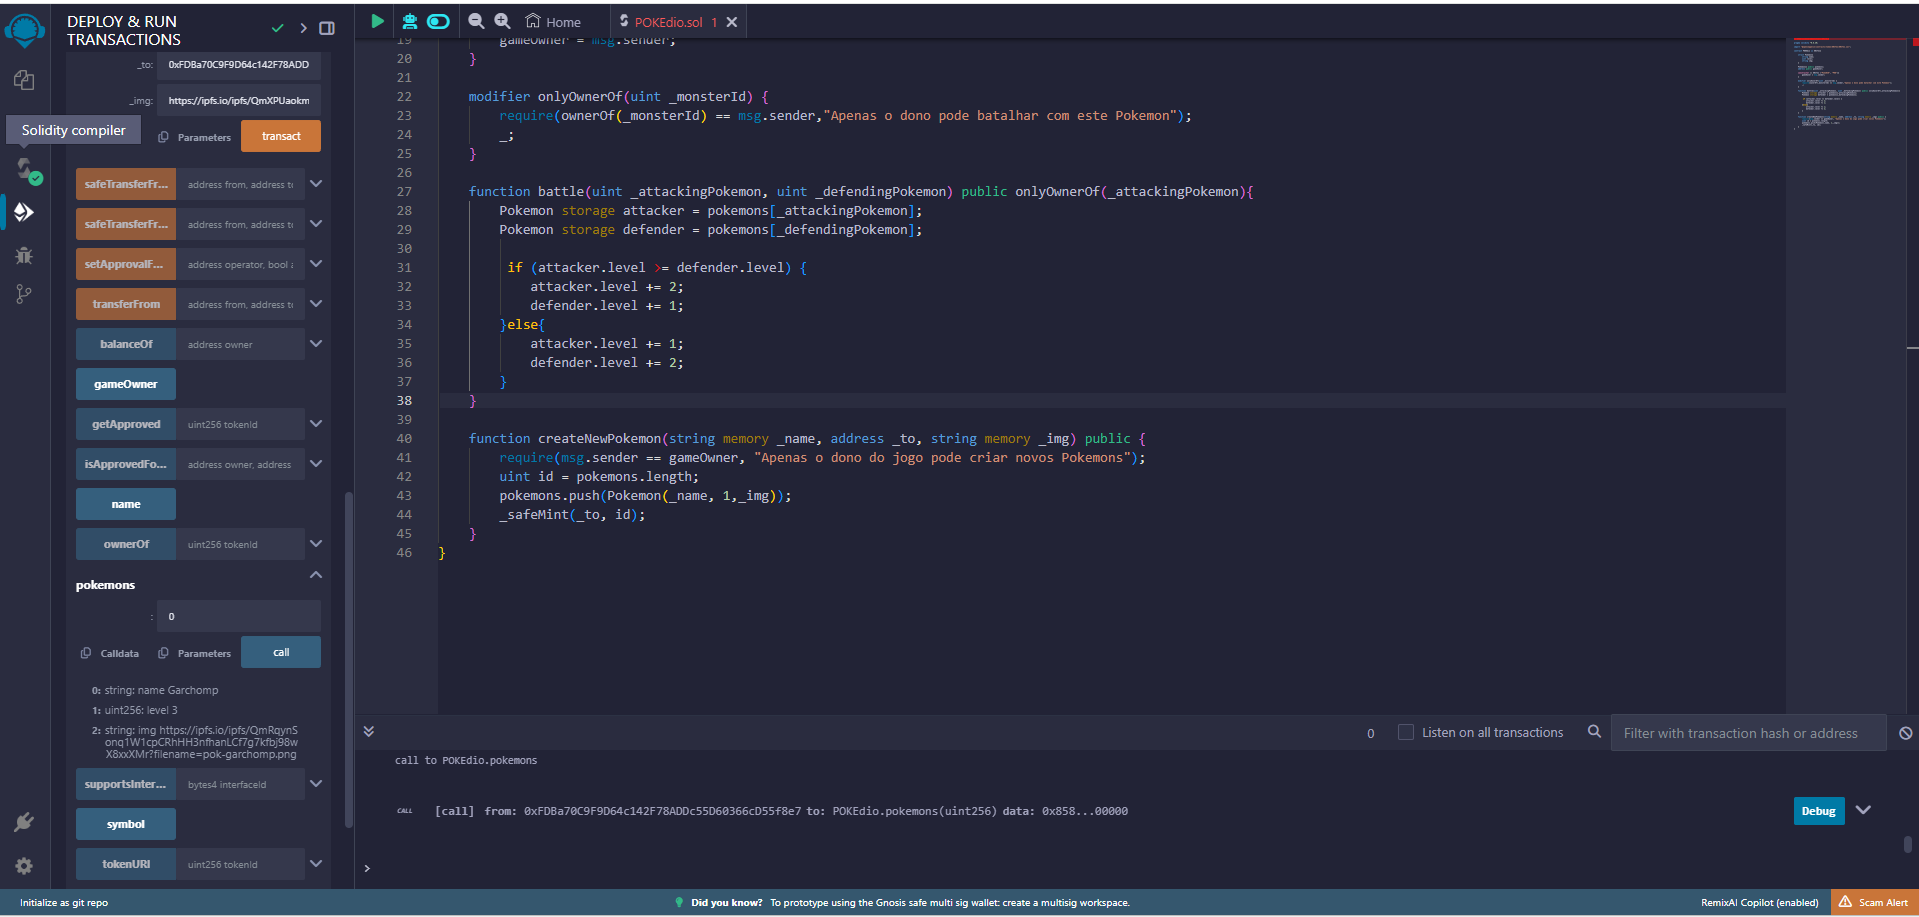 DEPLOY & RUN
TRANSACTIONS
_to:
0xFDBa70C9F9D64c142F78ADD
_img:
https://ipfs.io/ipfs/QmXPUaokm
Solidity compiler
Parameters
transact
safeTransferFr...
address from, address to
safeTransferFr...
address from, address to
setApprovalF...
address operator, bool a
transferFrom
address from, address to
balanceOf
address owner
gameOwner
getApproved
uint256 tokenId
isApprovedFo...
address owner, address
name
ownerOf
uint256 tokenId
pokemons
:
0
Calldata
Parameters
call
0: string: name Garchomp
1: uint256: level 3
2: string: img https://ipfs.io/ipfs/QmRqynS
onq1W1cpCRhHH3nfhanLCf7g7kfbj98w
X8xxXMr?filename=pok-garchomp.png
supportsInter...
bytes4 interfaceId
symbol
tokenURI
uint256 tokenId
Initialize as git repo
Home
POKEdio.sol 1
19 gameOwner = msg.sender;
20 }
21
22 modifier onlyOwnerOf(uint _monsterId) {
23 require(ownerOf(_monsterId) == msg.sender,"Apenas o dono pode batalhar com este Pokemon");
24 _;
25 }
26
27 function battle(uint _attackingPokemon, uint _defendingPokemon) public onlyOwnerOf(_attackingPokemon){
28 Pokemon storage attacker = pokemons[_attackingPokemon];
29 Pokemon storage defender = pokemons[_defendingPokemon];
30
31 if (attacker.level >= defender.level) {
32 attacker.level += 2;
33 defender.level += 1;
34 }else{
35 attacker.level += 1;
36 defender.level += 2;
37 }
38 }
39
40 function createNewPokemon(string memory _name, address _to, string memory _img) public {
41 require(msg.sender == gameOwner, "Apenas o dono do jogo pode criar novos Pokemons");
42 uint id = pokemons.length;
43 pokemons.push(Pokemon(_name, 1,_img));
44 _safeMint(_to, id);
45 }
46 }
0
Listen on all transactions
Filter with transaction hash or address
call to POKEdio.pokemons
CALL [call] from: 0xFDBa70C9F9D64c142F78ADDc55D60366cD55f8e7 to: POKEdio.pokemons(uint256) data: 0x858...00000
Debug
>
Did you know? To prototype using the Gnosis safe multi sig wallet: create a multisig workspace.
RemixAI Copilot (enabled)
Scam Alert